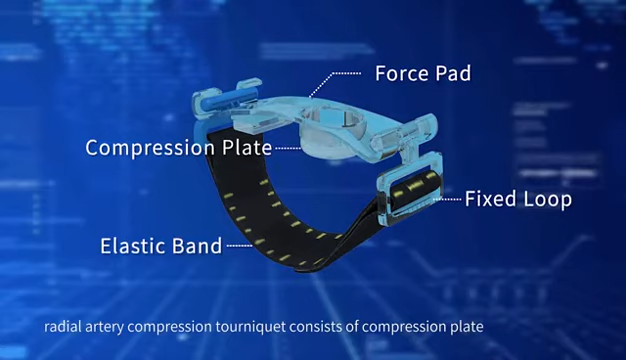 Force Pad
Compression Plate
Fixed Loop
Elastic Band
radial artery compression tourniquet consists of compression plate